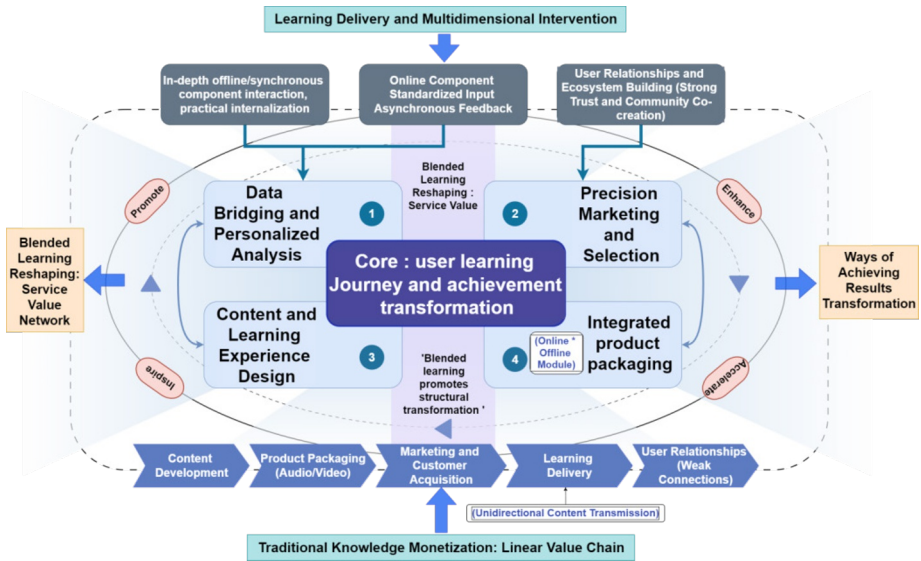 Learning Delivery and Multidimensional Intervention
In-depth offline/synchronous
component interaction,
practical internalization
Online Component
Standardized Input
Asynchronous Feedback
User Relationships and
Ecosystem Building (Strong
Trust and Community Co-
creation)
Promote
Enhance
Blended
Learning
Reshaping :
Service Value
Data
Bridging and
Personalized
Analysis
1
2
Precision
Marketing
and
Selection
Blended
Learning
Reshaping:
Service
Value
Network
Core : user learning
Journey and achievement
transformation
Ways of
Achieving
Results
Transformation
Content and
Learning
Experience
Design
3
4
(Online *
Offline
Module)
Integrated
product
packaging
'Blended
learning
promotes
structural
transformation '
Inspire
Accelerate
Content
Development
Product Packaging
(Audio/Video)
Marketing and
Customer
Acquisition
Learning
Delivery
User Relationships
(Weak
Connections)
(Unidirectional Content Transmission)
Traditional Knowledge Monetization: Linear Value Chain